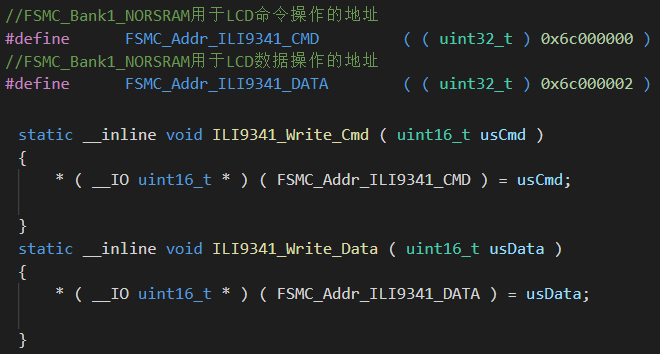 //FSMC_Bank1_NORSRAM用于LCD命令操作的地址
#define      FSMC_Addr_ILI9341_CMD         ( ( uint32_t ) 0x6c000000 )
//FSMC_Bank1_NORSRAM用于LCD数据操作的地址
#define      FSMC_Addr_ILI9341_DATA        ( ( uint32_t ) 0x6c000002 )
static __inline void ILI9341_Write_Cmd ( uint16_t usCmd )
{
    * ( __IO uint16_t * ) ( FSMC_Addr_ILI9341_CMD ) = usCmd;
}
static __inline void ILI9341_Write_Data ( uint16_t usData )
{
    * ( __IO uint16_t * ) ( FSMC_Addr_ILI9341_DATA ) = usData;
}